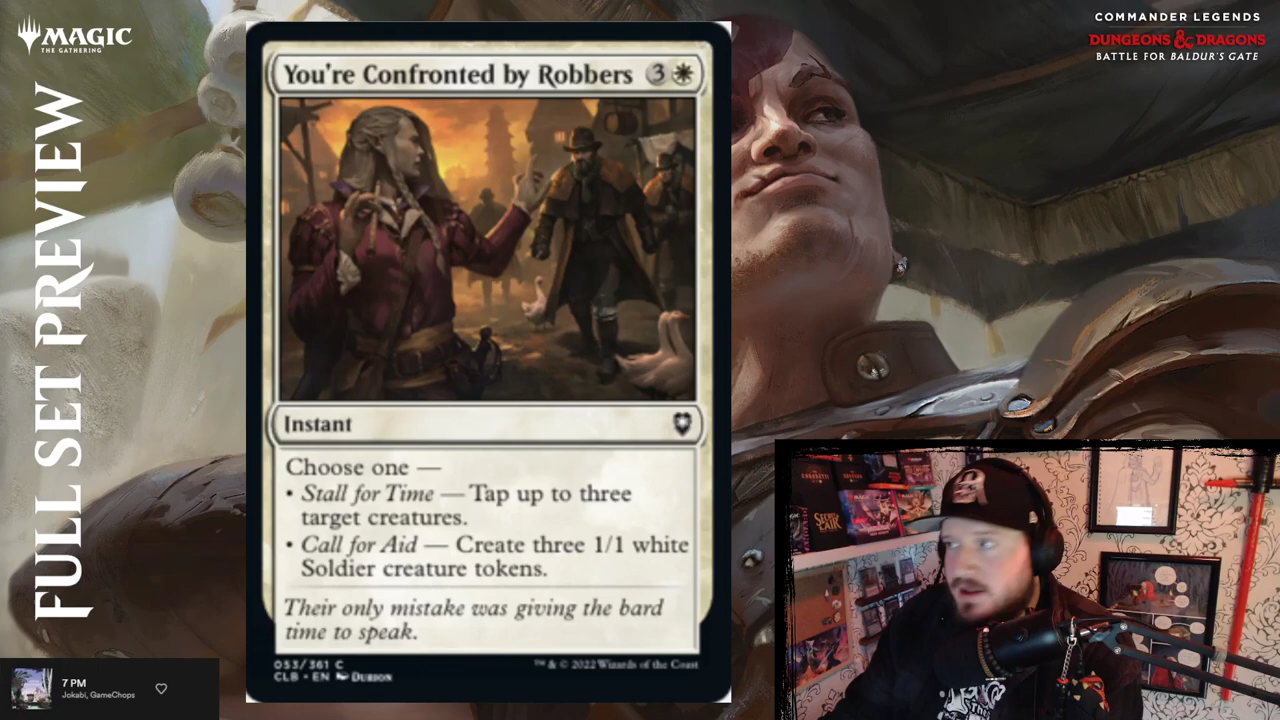 MAGIC
THE GATHERING
FULL SET PREVIEW
You're Confronted by Robbers 3
Instant
Choose one —
• Stall for Time — Tap up to three
target creatures.
• Call for Aid — Create three 1/1 white
Soldier creature tokens.
Their only mistake was giving the bard
time to speak.
053/361 C
CLB • EN DURION
™ & © 2022 Wizards of the Coast
COMMANDER LEGENDS
DUNGEONS & DRAGONS
BATTLE FOR BALDUR'S GATE
SECRET
LAIR
7 PM
Jokabi, GameChops